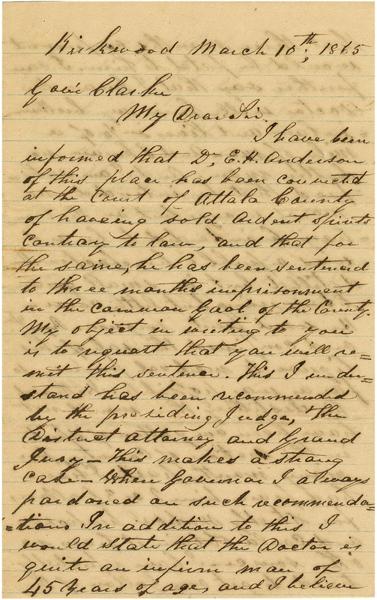 Kirkwood March 10th, 1865
Gov. Clarke
My Dear Sir,
I have been
informed that Dr. E. H. Anderson
of this place has been convicted
at the Court of Attala County
of haveing sold ardent spirits
contrary to law, and that for
the same, he has been sentenced
to three months imprisonment
in the common Gaol of the County.
My object in writing to you
is to request that you will re-
mit this sentence. This I under-
stand has been recommended
by the presiding Judge, the
District attorney and Grand
Jury — This makes a strong
case — When Governor I always
pardoned on such recommenda-
=tions In addition to this I
would state that the Doctor is
quite an infirm man of
45 years of age, and I believe